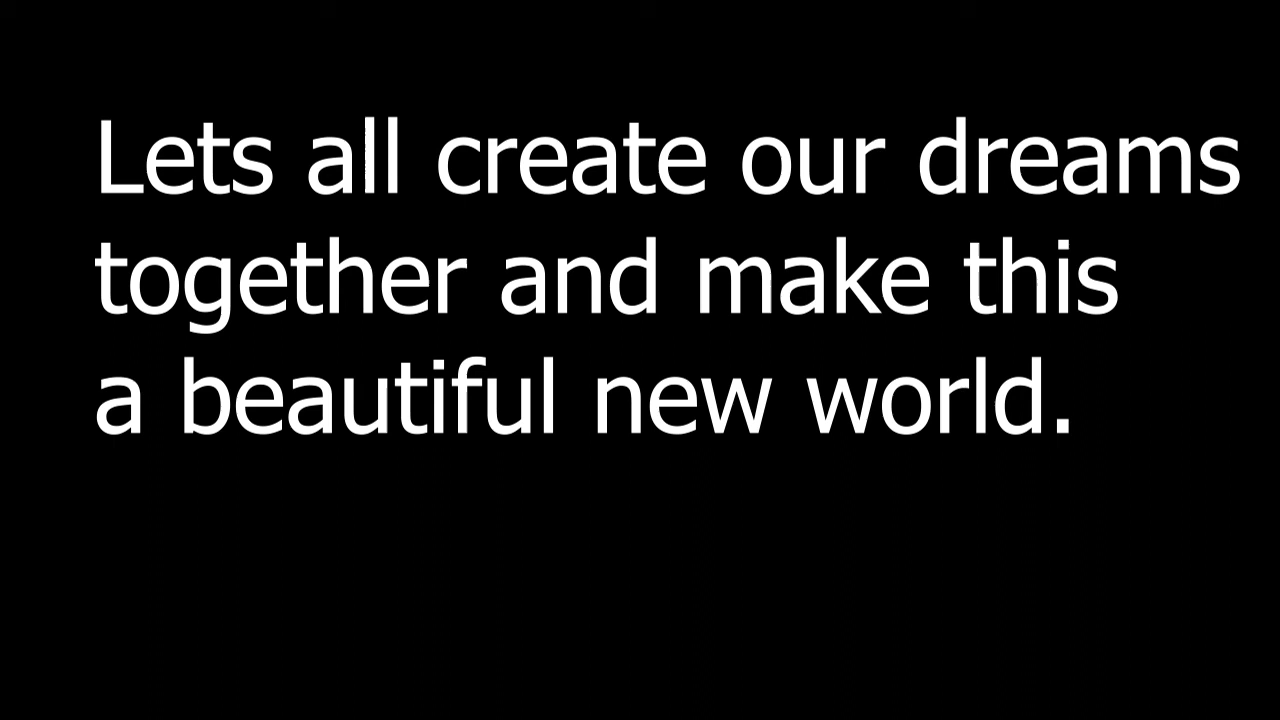 Lets all create our dreams
together and make this
a beautiful new world.